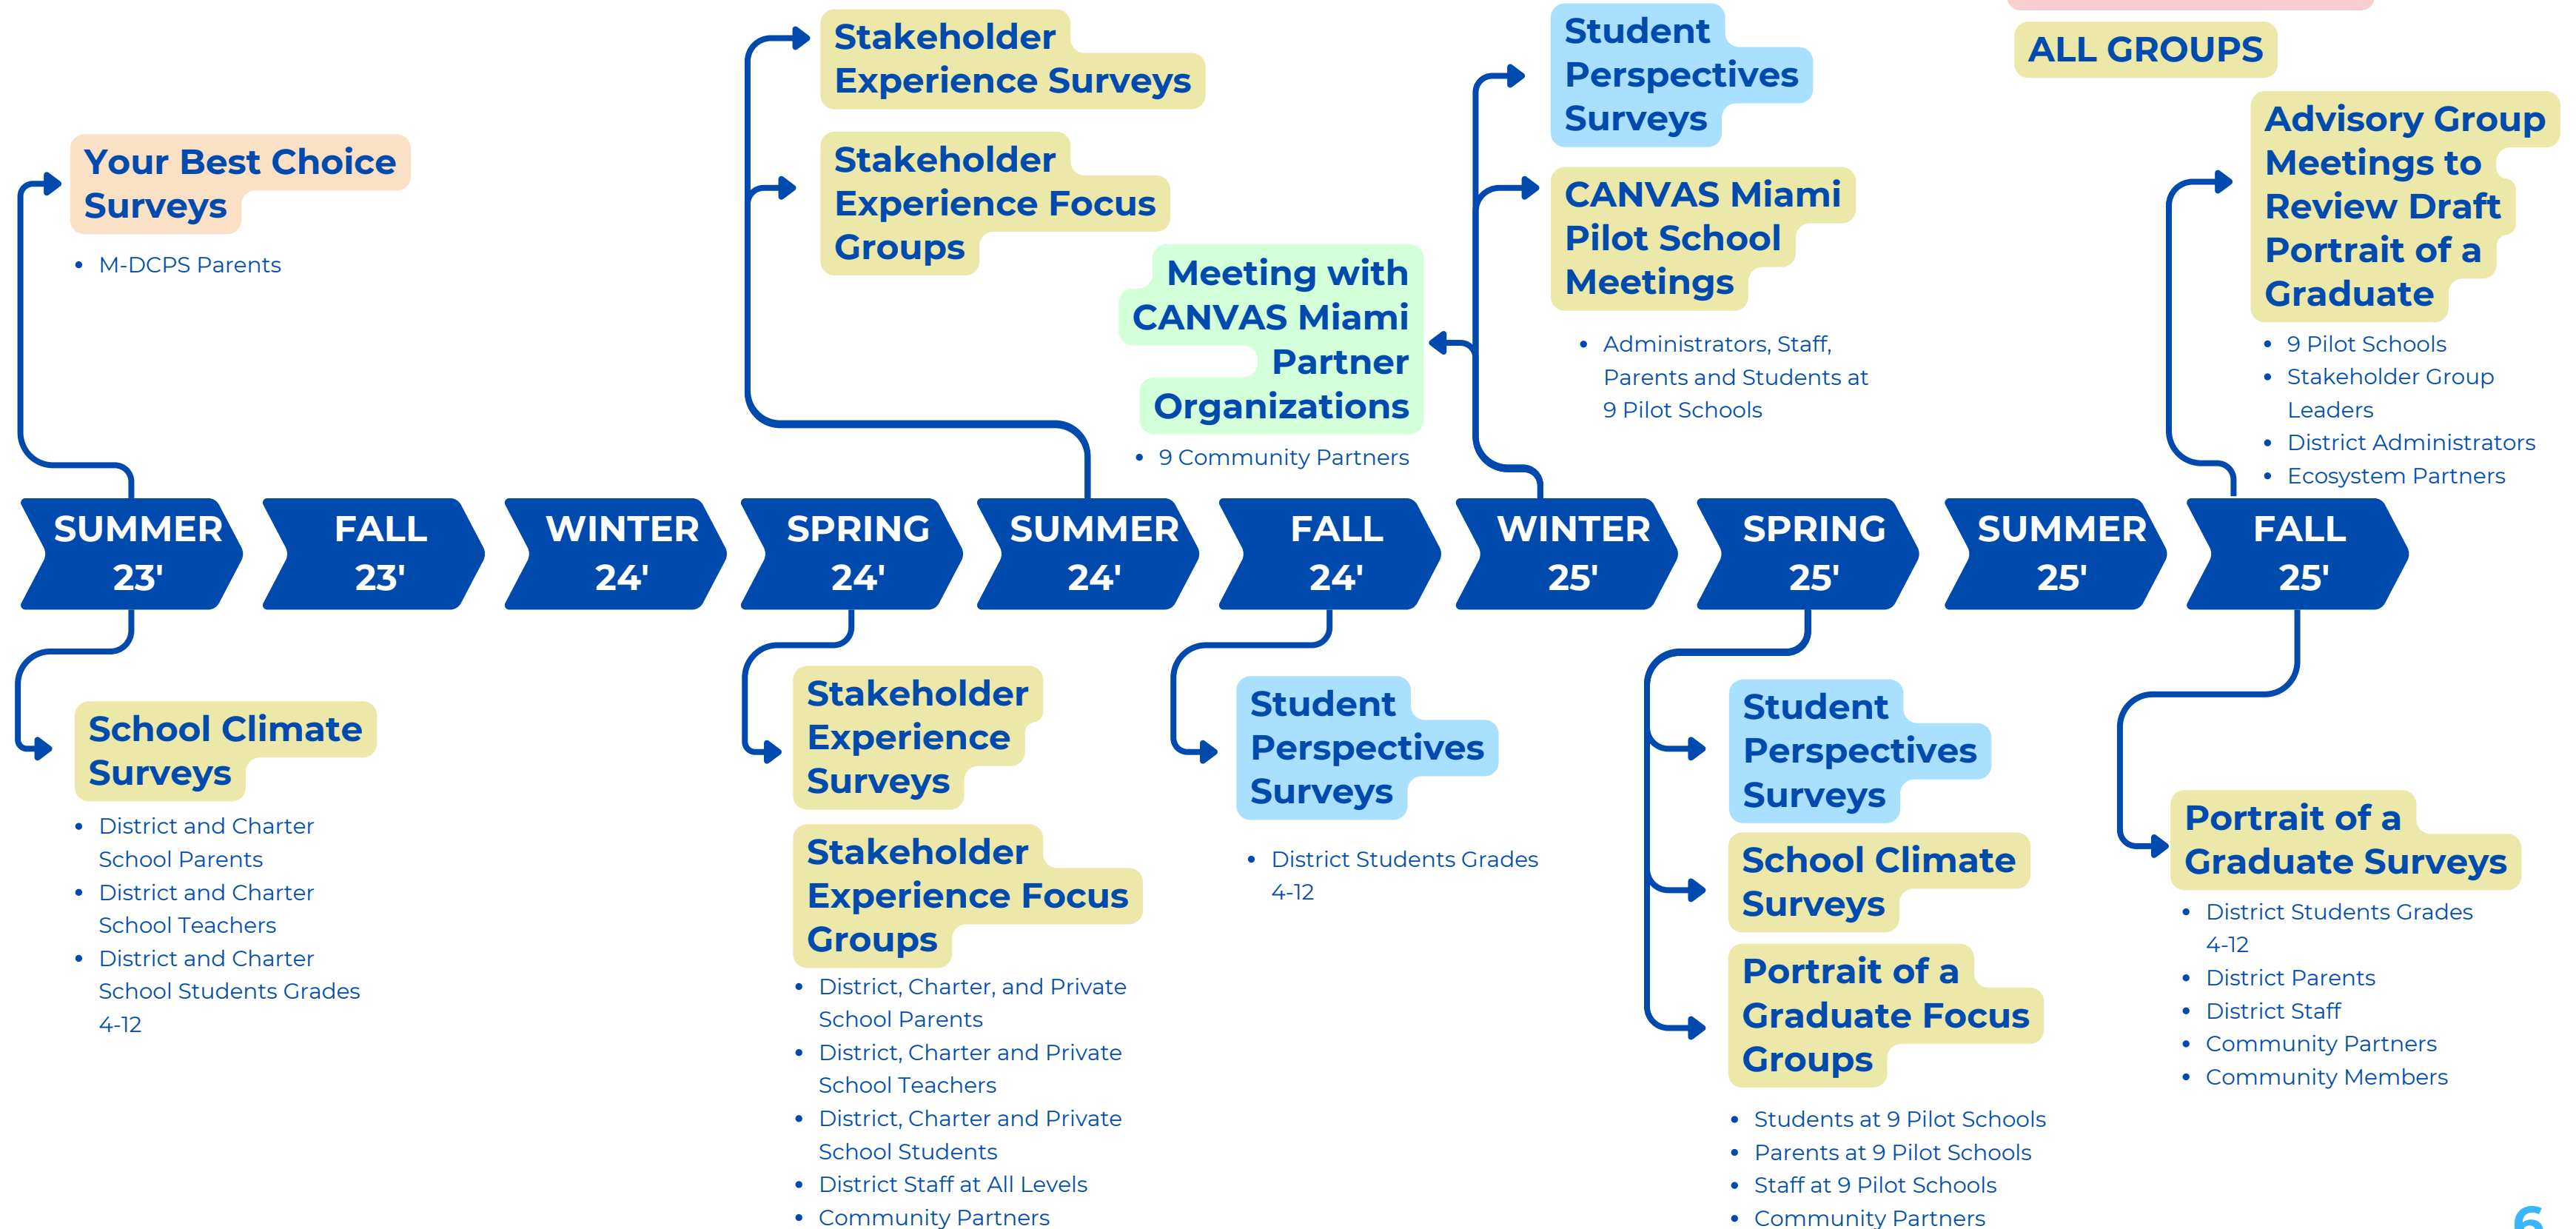 ALL GROUPS
Your Best Choice
Surveys
• M-DCPS Parents
Stakeholder
Experience Surveys
Stakeholder
Experience Focus
Groups
Meeting with
CANVAS Miami
Partner
Organizations
• 9 Community Partners
Student
Perspectives
Surveys
CANVAS Miami
Pilot School
Meetings
• Administrators, Staff,
Parents and Students at
9 Pilot Schools
Advisory Group
Meetings to
Review Draft
Portrait of a
Graduate
• 9 Pilot Schools
• Stakeholder Group
Leaders
• District Administrators
• Ecosystem Partners
SUMMER
23'
FALL
23'
WINTER
24'
SPRING
24'
SUMMER
24'
FALL
24'
WINTER
25'
SPRING
25'
SUMMER
25'
FALL
25'
School Climate
Surveys
• District and Charter
School Parents
• District and Charter
School Teachers
• District and Charter
School Students Grades
4-12
Stakeholder
Experience
Surveys
Stakeholder
Experience Focus
Groups
• District, Charter, and Private
School Parents
• District, Charter and Private
School Teachers
• District, Charter and Private
School Students
• District Staff at All Levels
• Community Partners
Student
Perspectives
Surveys
• District Students Grades
4-12
Student
Perspectives
Surveys
School Climate
Surveys
Portrait of a
Graduate Focus
Groups
• Students at 9 Pilot Schools
• Parents at 9 Pilot Schools
• Staff at 9 Pilot Schools
• Community Partners
Portrait of a
Graduate Surveys
• District Students Grades
4-12
• District Parents
• District Staff
• Community Partners
• Community Members
6